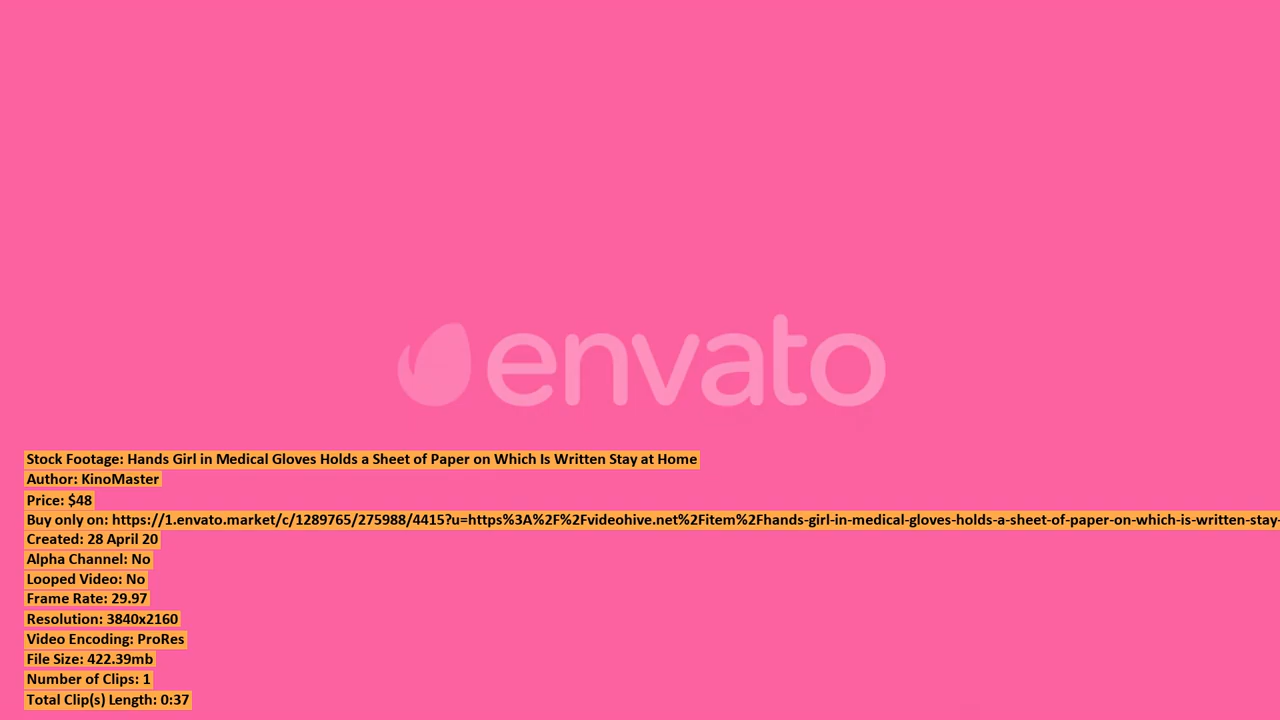 envato
Stock Footage: Hands Girl in Medical Gloves Holds a Sheet of Paper on Which Is Written Stay at Home
Author: KinoMaster
Price: $48
Buy only on: https://1.envato.market/c/1289765/275988/4415?u=https%3A%2F%2Fvideohive.net%2Fitem%2Fhands-girl-in-medical-gloves-holds-a-sheet-of-paper-on-which-is-written-stay-
Created: 28 April 20
Alpha Channel: No
Looped Video: No
Frame Rate: 29.97
Resolution: 3840x2160
Video Encoding: ProRes
File Size: 422.39mb
Number of Clips: 1
Total Clip(s) Length: 0:37